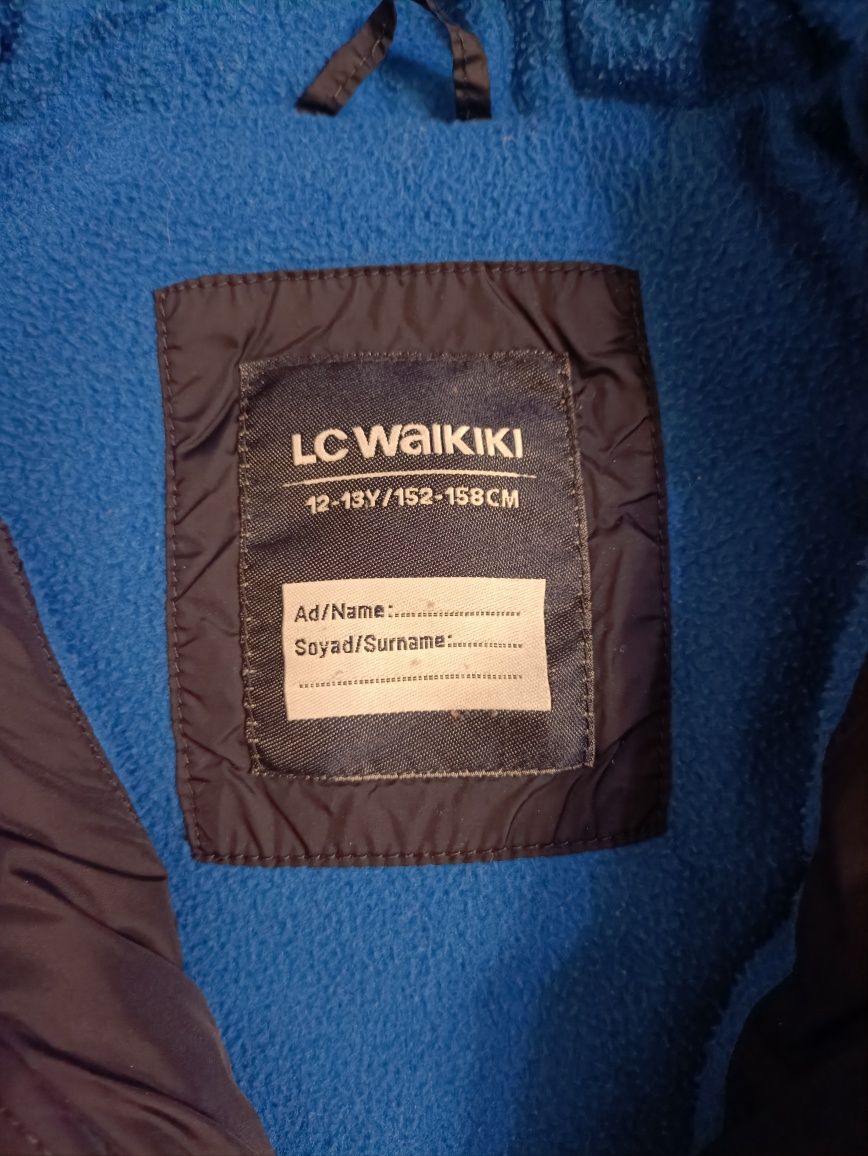 LC WAIKIKI
12-13Y/152-158CM
Ad/Name:
Soyad/Surname: